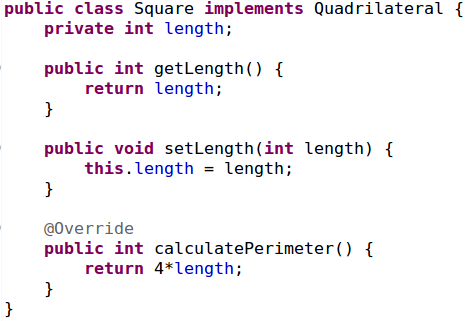 public class Square implements Quadrilateral {
    private int length;

    public int getLength() {
        return length;
    }

    public void setLength(int length) {
        this.length = length;
    }

    @Override
    public int calculatePerimeter() {
        return 4*length;
    }
}